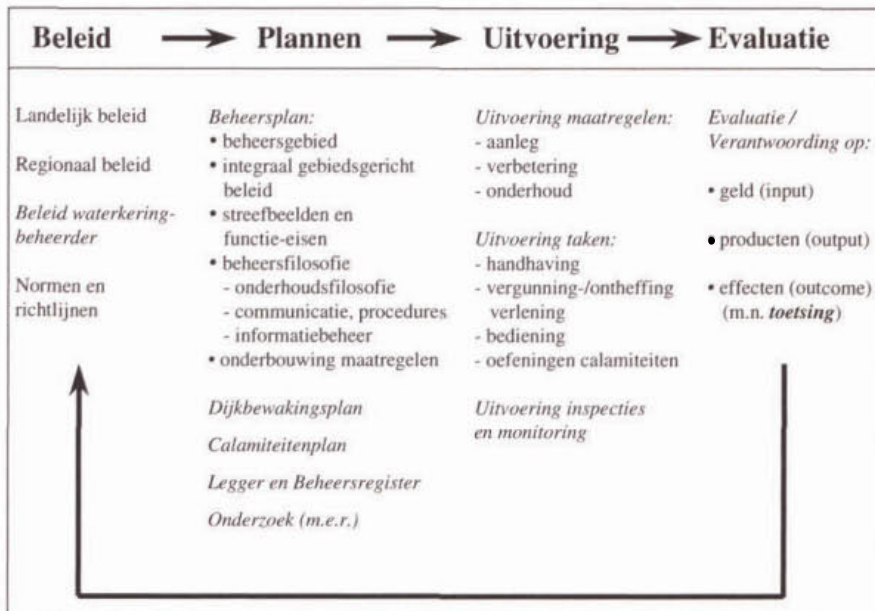 Beleid → Plannen → Uitvoering → Evaluatie
Landelijk beleid
Regionaal beleid
Beleid waterkering-
beheerder
Normen en
richtlijnen
Beheersplan:
• beheersgebied
• integraal gebiedsgericht
beleid
• streefbeelden en
functie-eisen
• beheersfilosofie
- onderhoudsfilosofie
- communicatie, procedures
- informatiebeheer
• onderbouwing maatregelen
Dijkbewakingsplan
Calamiteitenplan
Legger en Beheersregister
Onderzoek (m.e.r.)
Uitvoering maatregelen:
- aanleg
- verbetering
- onderhoud
Uitvoering taken:
- handhaving
- vergunning-/ontheffing
verlening
- bediening
- oefeningen calamiteiten
Uitvoering inspecties
en monitoring
Evaluatie /
Verantwoording op:
• geld (input)
• producten (output)
• effecten (outcome)
(m.n. toetsing)